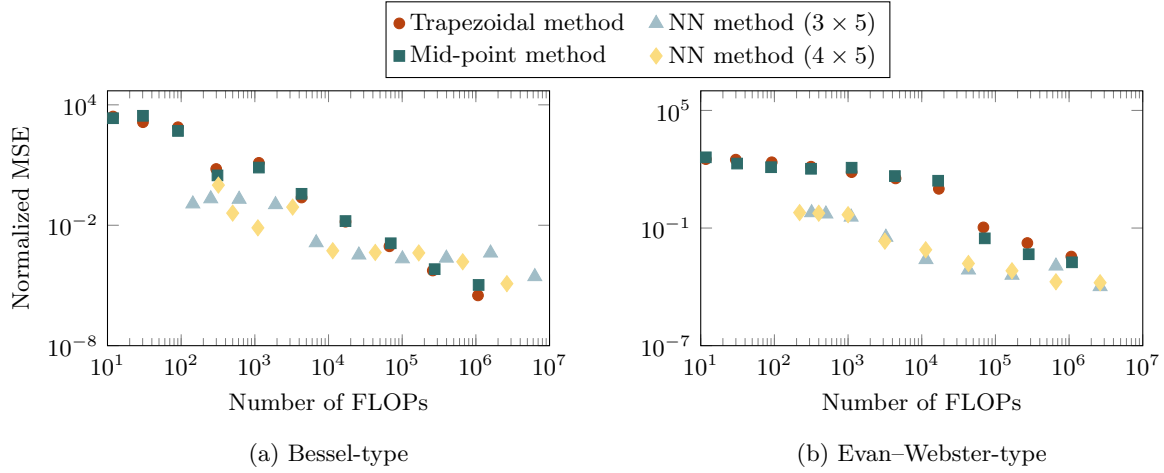 Trapezoidal method
NN method (3 × 5)
Mid-point method
NN method (4 × 5)
Normalized MSE
10^4
10^−2
10^−8
10^1 10^2 10^3 10^4 10^5 10^6 10^7
Number of FLOPs
(a) Bessel-type
10^5
10^−1
10^−7
10^1 10^2 10^3 10^4 10^5 10^6 10^7
Number of FLOPs
(b) Evan–Webster-type